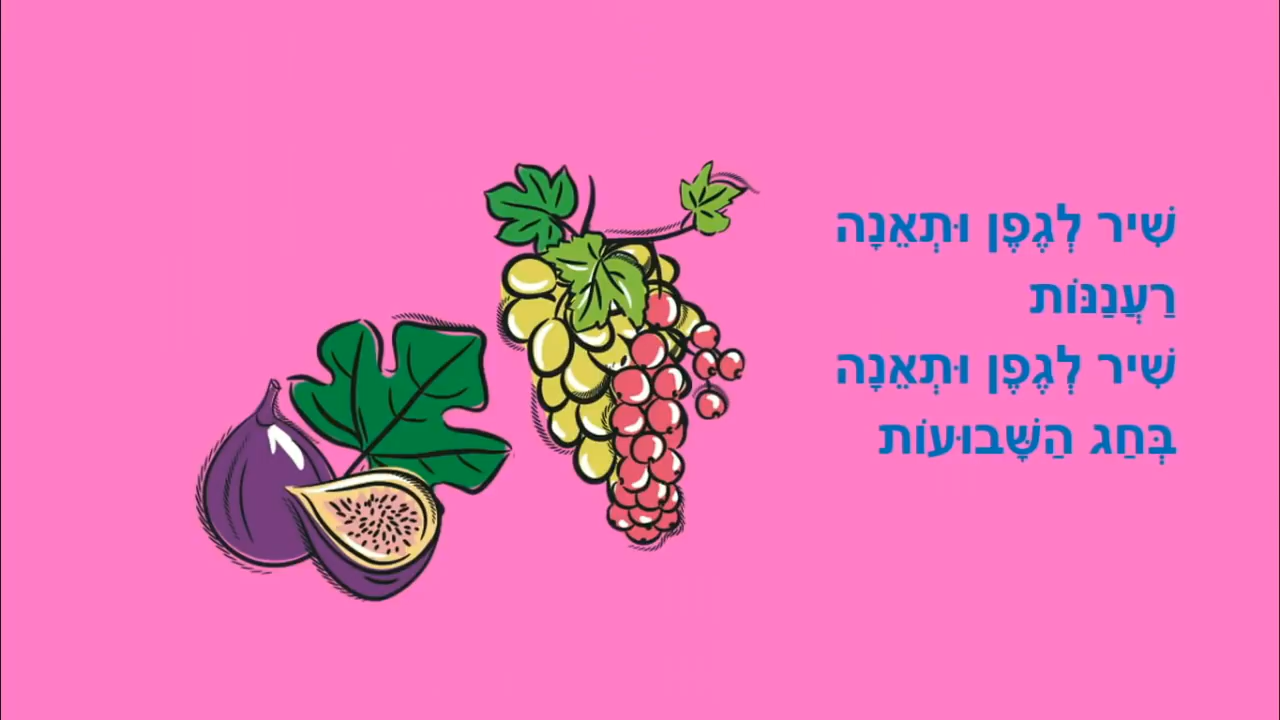 שִׁיר לְגֶפֶן וּתְאֵנָה
רַעֲנַנּוֹת
שִׁיר לְגֶפֶן וּתְאֵנָה
בְּחַג הַשָּׁבוּעוֹת